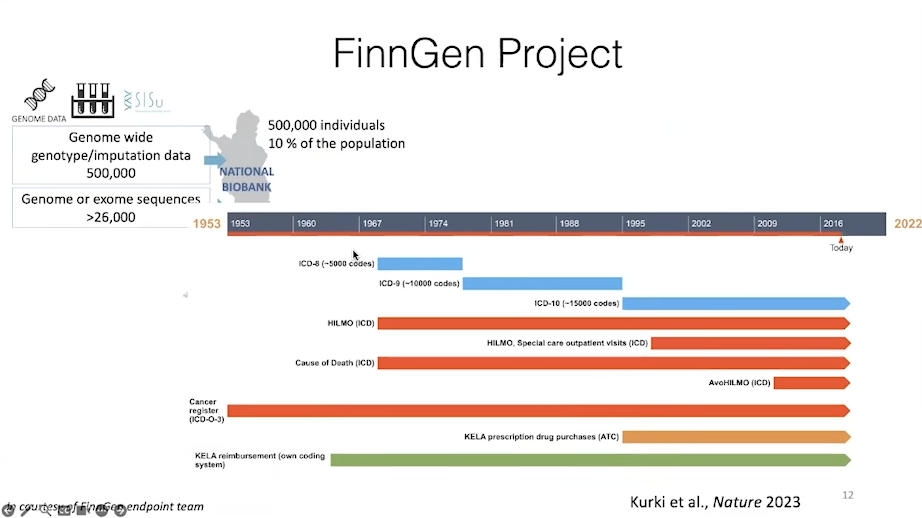 FinnGen Project
GENOME DATA
SISu
Genome wide
genotype/imputation data
500,000
Genome or exome sequences
>26,000
500,000 individuals
10 % of the population
NATIONAL
BIOBANK
1953
1953
1960
1967
1974
1981
1988
1995
2002
2009
2016
2022
Today
ICD-8 (~5000 codes)
ICD-9 (~10000 codes)
ICD-10 (~15000 codes)
HILMO (ICD)
HILMO, Special care outpatient visits (ICD)
Cause of Death (ICD)
AvoHILMO (ICD)
Cancer
register
(ICD-O-3)
KELA prescription drug purchases (ATC)
KELA reimbursement (own coding
system)
In courtesy of FinnGen endpoint team
Kurki et al., Nature 2023
12